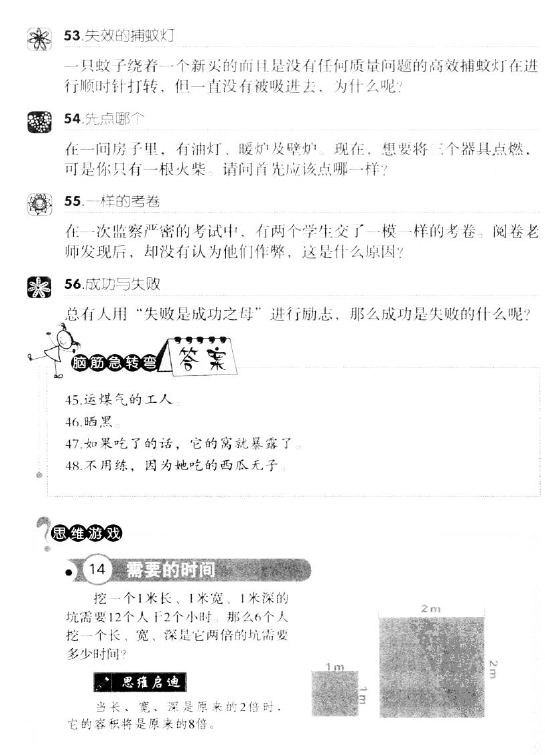 53.失效的捕蚊灯
一只蚊子绕着一个新买的而且是没有任何质量问题的高效捕蚊灯在进
行顺时针打转，但一直没有被吸进去，为什么呢？
54.先点哪个
在一间房子里，有油灯、暖炉及壁炉。现在，想要将三个器具点燃，
可是你只有一根火柴。请问首先应该点哪一样？
55.一样的考卷
在一次监察严密的考试中，有两个学生交了一模一样的考卷。阅卷老
师发现后，却没有认为他们作弊，这是什么原因？
56.成功与失败
总有人用“失败是成功之母”进行励志，那么成功是失败的什么呢？
脑筋急转弯 答案
45.运煤气的工人。
46.晒黑。
47.如果吃了的话，它的窝就暴露了。
48.不用练，因为她吃的西瓜无子。
思维游戏
14 需要的时间
挖一个1米长、1米宽、1米深的
坑需要12个人干2个小时。那么6个人
挖一个长、宽、深是它两倍的坑需要
多少时间？
思维启迪
当长、宽、深是原来的2倍时，
它的容积将是原来的8倍。
1m
1m
2m
2m